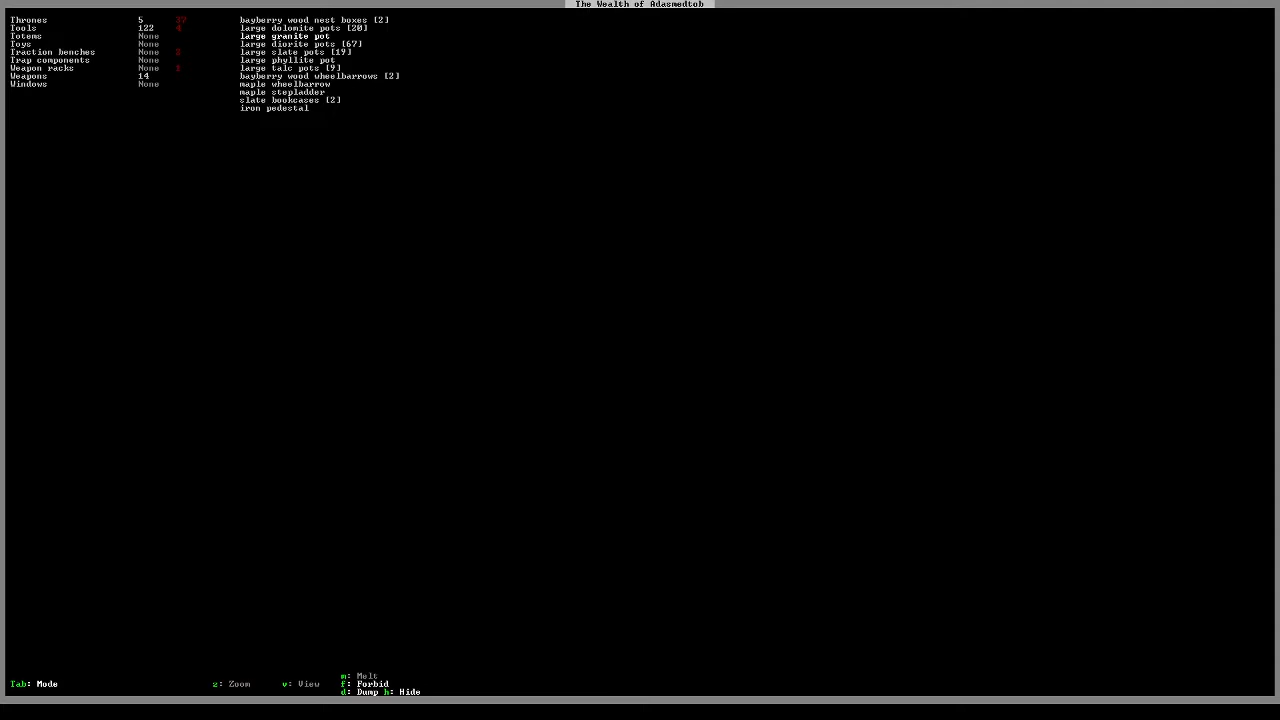 The Wealth of Adasmedtob
Thrones 5 37 bayberry wood nest boxes [2]
Tools 122 4 large dolomite pots [20]
Totems None large granite pot
Toys None large diorite pots [67]
Traction benches None large slate pots [19]
Trap components None large phyllite pot
Weapon racks None large talc pots [9]
Weapons 14 bayberry wood wheelbarrows [2]
Windows None maple wheelbarrow
maple stepladder
slate bookcases [2]
iron pedestal
m: Melt
Tab: Mode z: Zoom v: View f: Forbid
d: Dump h: Hide